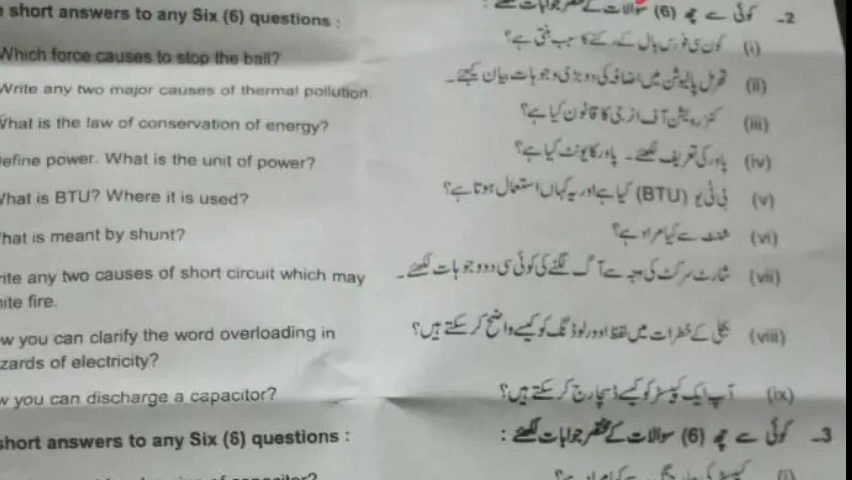 short answers to any Six (6) questions :
2- کوئی سے چھ (6) سوالات کے مختصر جوابات لکھئے :
Which force causes to stop the ball?
(i) کون سی فورس بال کے رکنے کا سبب بنتی ہے؟
Write any two major causes of thermal pollution.
(ii) تھرمل پالیوشن میں اضافہ کی دو بڑی وجوہات بیان کیجئے۔
What is the law of conservation of energy?
(iii) کنزرویشن آف انرجی کا قانون کیا ہے؟
efine power. What is the unit of power?
(iv) پاور کی تعریف لکھئے۔ پاور کا یونٹ کیا ہے؟
What is BTU? Where it is used?
(v) بی ٹی یو (BTU) کیا ہے اور یہ کہاں استعمال ہوتا ہے؟
hat is meant by shunt?
(vi) شنٹ سے کیا مراد ہے؟
rite any two causes of short circuit which may
(vii) شارٹ سرکٹ کی وجہ سے آگ لگنے کی کوئی سی دو وجوہات لکھئے۔
nite fire.
w you can clarify the word overloading in
(viii) بجلی کے خطرات میں لفظ اوورلوڈنگ کو کیسے واضح کر سکتے ہیں؟
zards of electricity?
w you can discharge a capacitor?
(ix) آپ ایک کپیسٹر کو کیسے ڈسچارج کر سکتے ہیں؟
short answers to any Six (6) questions :
3- کوئی سے چھ (6) سوالات کے مختصر جوابات لکھئے :
(i)